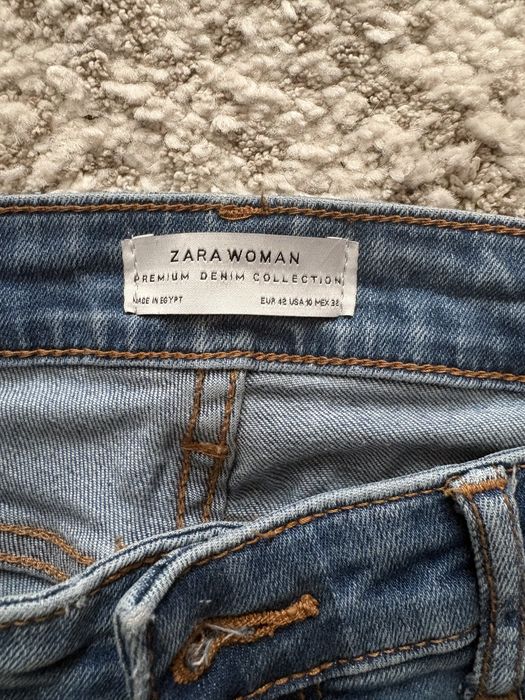 ZARA WOMAN
PREMIUM DENIM COLLECTION
MADE IN EGYPT EUR 42 USA 10 MEX 32